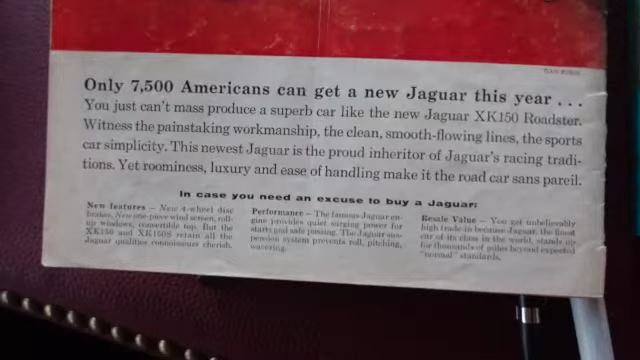 Only 7,500 Americans can get a new Jaguar this year . . .
You just can't mass produce a superb car like the new Jaguar XK150 Roadster.
Witness the painstaking workmanship, the clean, smooth-flowing lines, the sports
car simplicity. This newest Jaguar is the proud inheritor of Jaguar's racing tradi-
tions. Yet roominess, luxury and ease of handling make it the road car sans pareil.
In case you need an excuse to buy a Jaguar:
New features – New 4-wheel disc
brakes. New one-piece wind screen, roll-
up windows, convertible top. But the
XK150 and XK150S retain all the
Jaguar qualities connoisseurs cherish.
Performance – The famous Jaguar en-
gine provides quiet surging power for
starts and safe passing. The Jaguar sus-
pension system prevents roll, pitching,
wavering.
Resale Value – You get unbelievably
high trade-in because Jaguar, the finest
car of its class in the world, stands up
for thousands of miles beyond expected
"normal" standards.